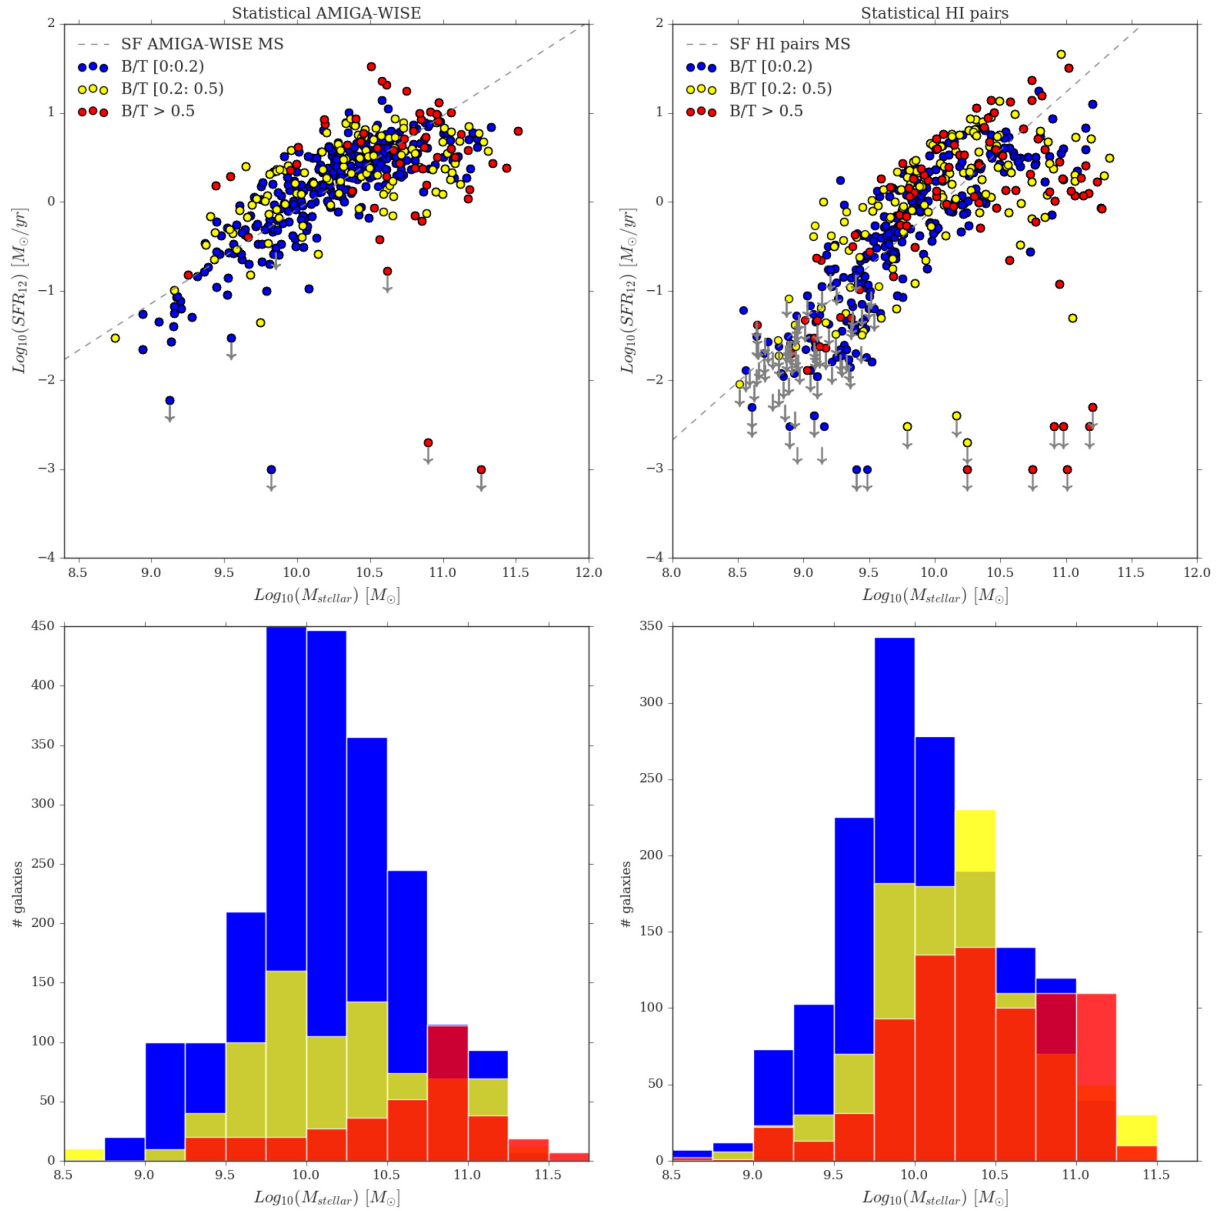 Statistical AMIGA-WISE
SF AMIGA-WISE MS
B/T [0:0.2)
B/T [0.2: 0.5)
B/T > 0.5
Log₁₀(SFR₁₂) [M⊙/yr]
2
1
0
−1
−2
−3
−4
8.5 9.0 9.5 10.0 10.5 11.0 11.5 12.0
Log₁₀(M_stellar) [M⊙]
Statistical HI pairs
SF HI pairs MS
B/T [0:0.2)
B/T [0.2: 0.5)
B/T > 0.5
Log₁₀(SFR₁₂) [M⊙/yr]
2
1
0
−1
−2
−3
−4
8.0 8.5 9.0 9.5 10.0 10.5 11.0 11.5 12.0
Log₁₀(M_stellar) [M⊙]
# galaxies
450
400
350
300
250
200
150
100
50
0
8.5 9.0 9.5 10.0 10.5 11.0 11.5
Log₁₀(M_stellar) [M⊙]
# galaxies
350
300
250
200
150
100
50
0
8.5 9.0 9.5 10.0 10.5 11.0 11.5
Log₁₀(M_stellar) [M⊙]